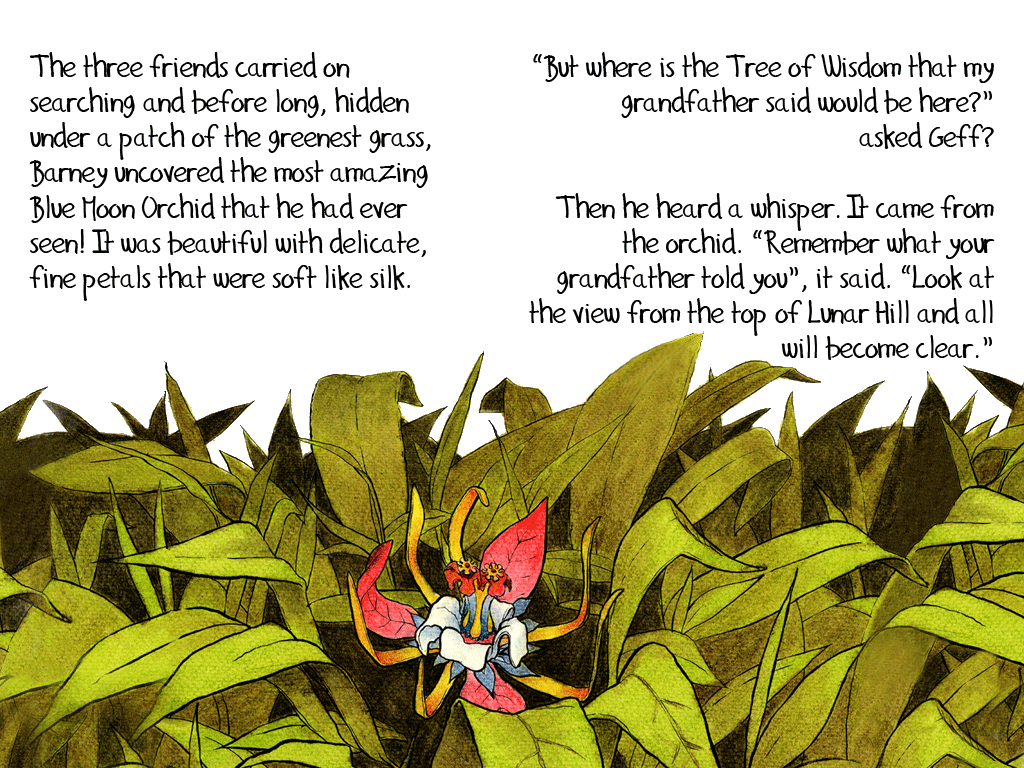 The three friends carried on
searching and before long, hidden
under a patch of the greenest grass,
Barney uncovered the most amazing
Blue Moon Orchid that he had ever
seen! It was beautiful with delicate,
fine petals that were soft like silk.
“But where is the Tree of Wisdom that my
grandfather said would be here?”
asked Geff?
Then he heard a whisper. It came from
the orchid. “Remember what your
grandfather told you”, it said. “Look at
the view from the top of Lunar Hill and all
will become clear.”